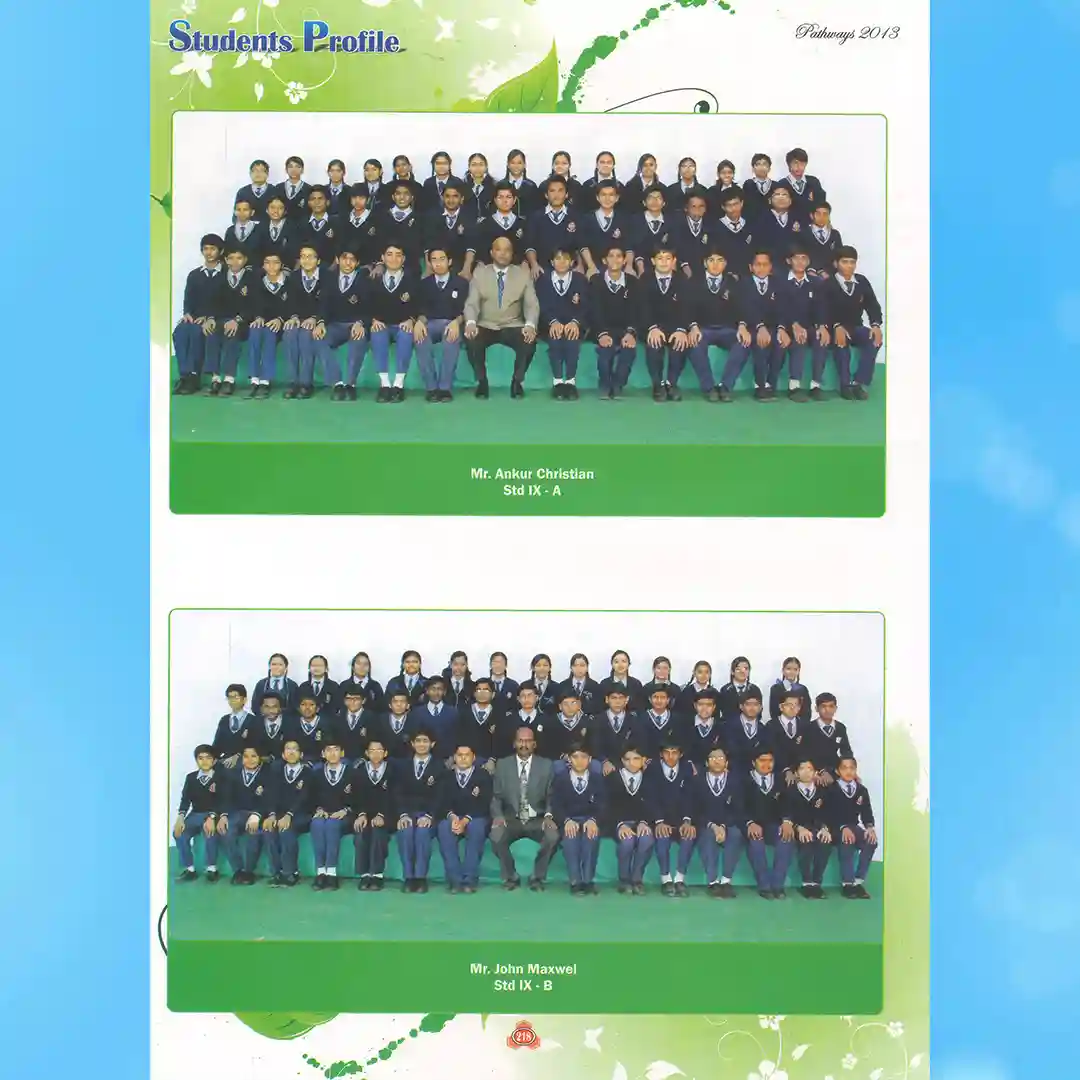 Students Profile
Pathways 2013
Mr. Ankur Christian
Std IX - A
Mr. John Maxwel
Std IX - B
218